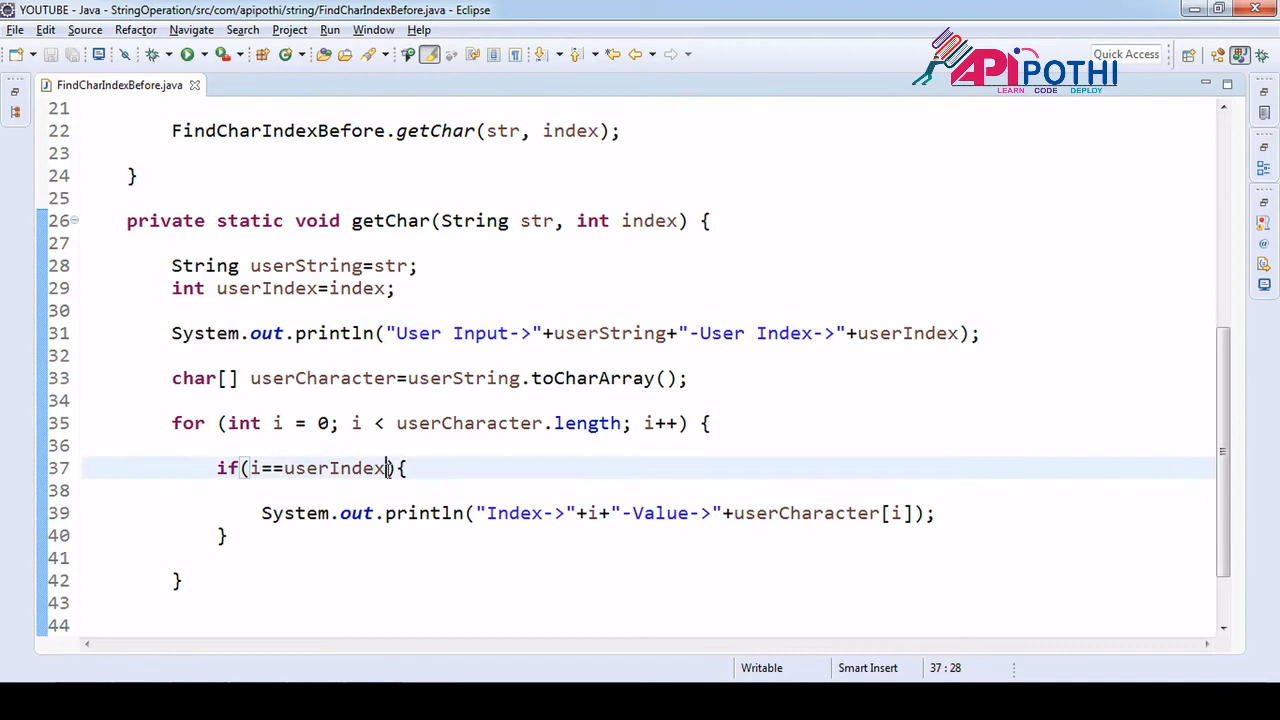 YOUTUBE - Java - StringOperation/src/com/apipothi/string/FindCharIndexBefore.java - Eclipse
File Edit Source Refactor Navigate Search Project Run Window Help
Quick Access
APIPOTHI
LEARN CODE DEPLOY
FindCharIndexBefore.java
21
22 FindCharIndexBefore.getChar(str, index);
23
24 }
25
26 private static void getChar(String str, int index) {
27
28 String userString=str;
29 int userIndex=index;
30
31 System.out.println("User Input->"+userString+"-User Index->"+userIndex);
32
33 char[] userCharacter=userString.toCharArray();
34
35 for (int i = 0; i < userCharacter.length; i++) {
36
37 if(i==userIndex){
38
39 System.out.println("Index->"+i+"-Value->"+userCharacter[i]);
40 }
41
42 }
43
44
Writable Smart Insert 37 : 28